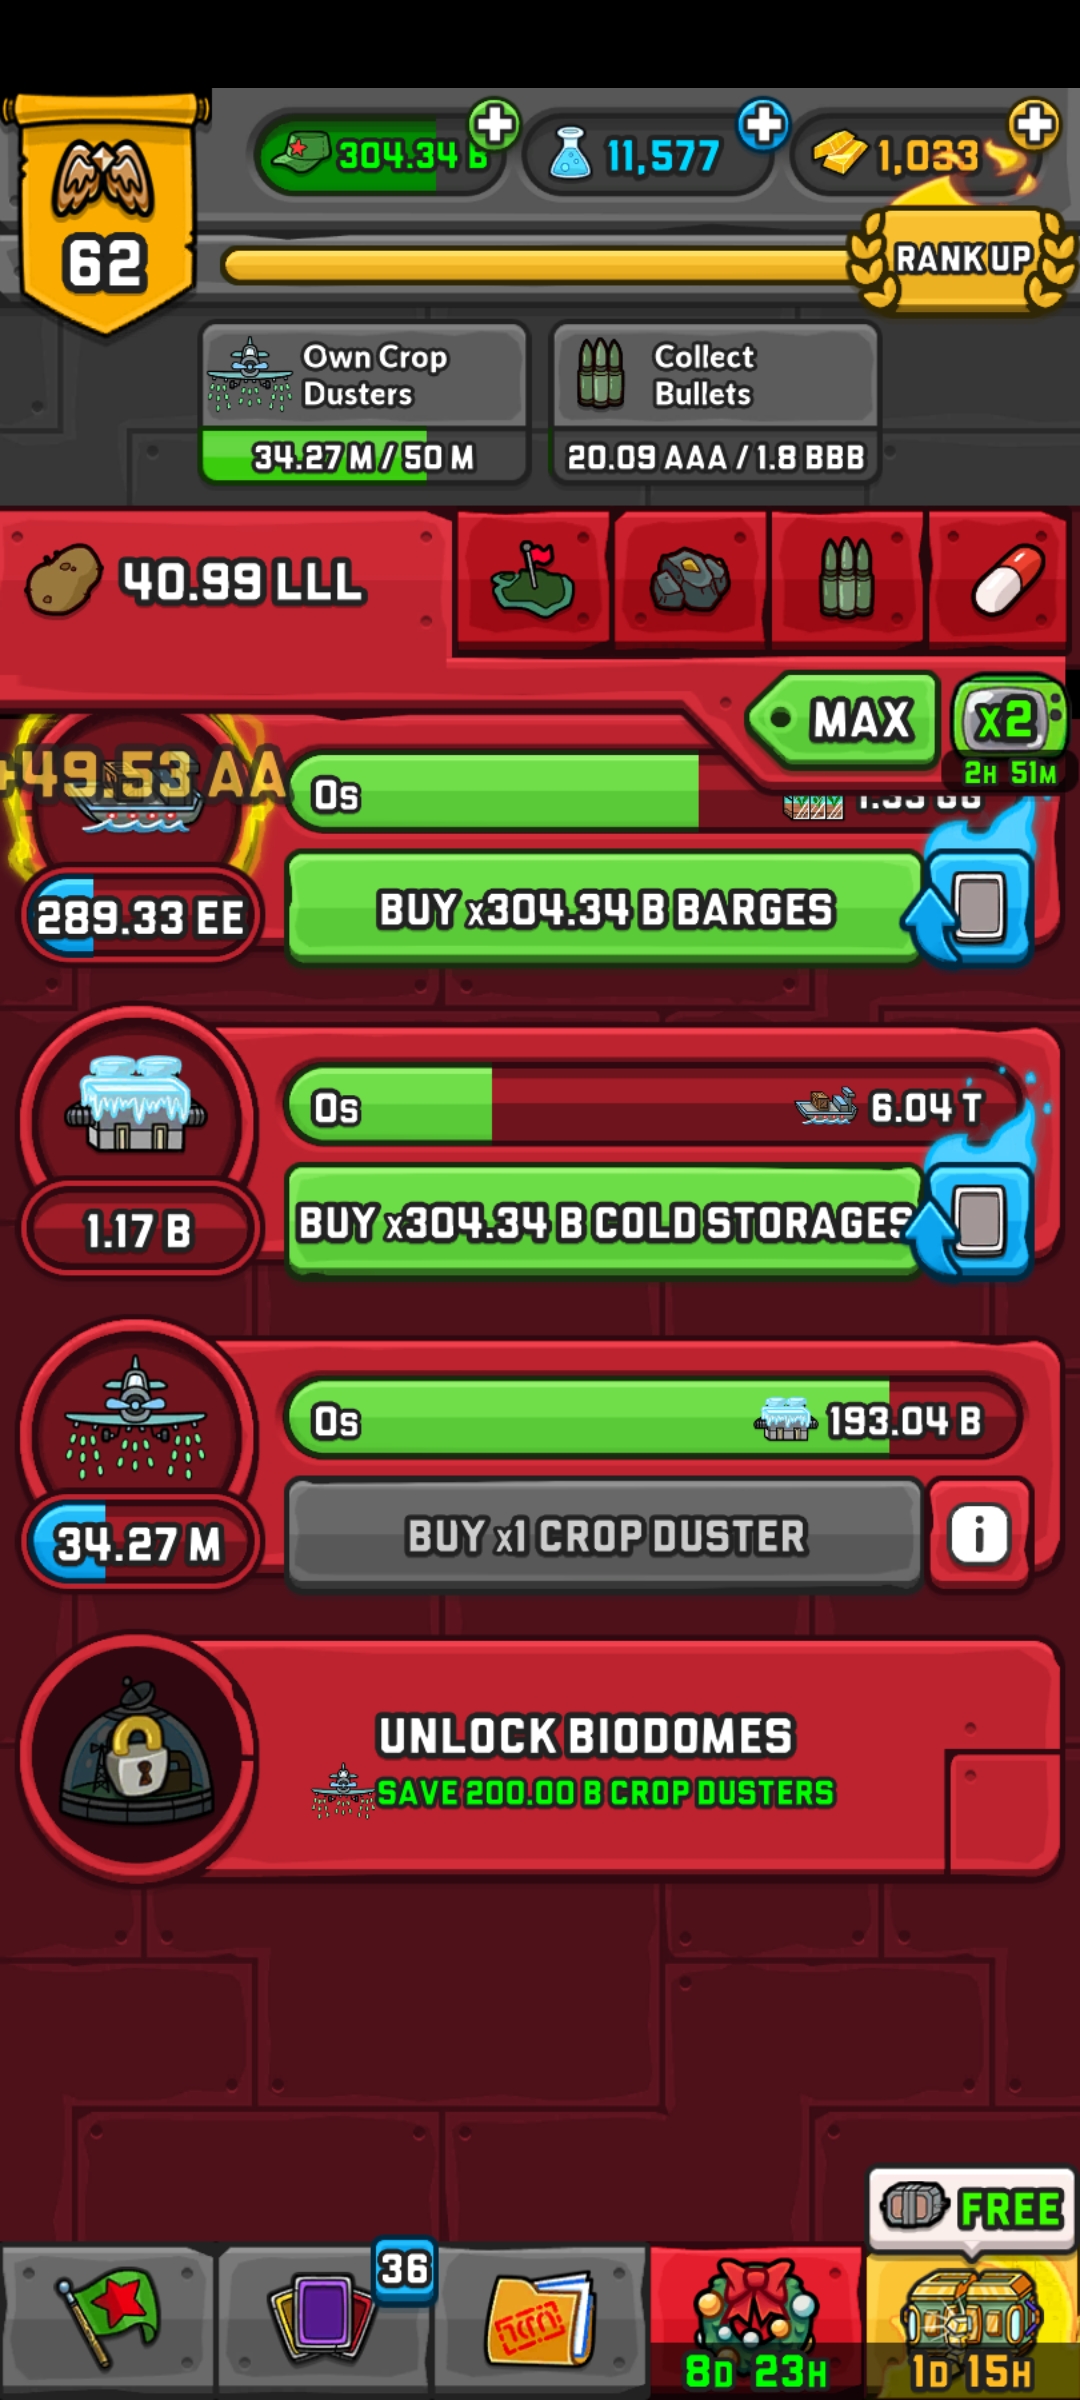 304.34 B
11,577
1,033
62
RANK UP
Own Crop
Dusters
34.27 M / 50 M
Collect
Bullets
20.09 AAA / 1.8 BBB
40.99 LLL
MAX
x2
2H 51M
+49.53 AA
0s
289.33 EE
BUY x304.34 B BARGES
0s
6.04 T
1.17 B
BUY x304.34 B COLD STORAGES
0s
193.04 B
34.27 M
BUY x1 CROP DUSTER
i
UNLOCK BIODOMES
SAVE 200.00 B CROP DUSTERS
FREE
36
8D 23H
1D 15H